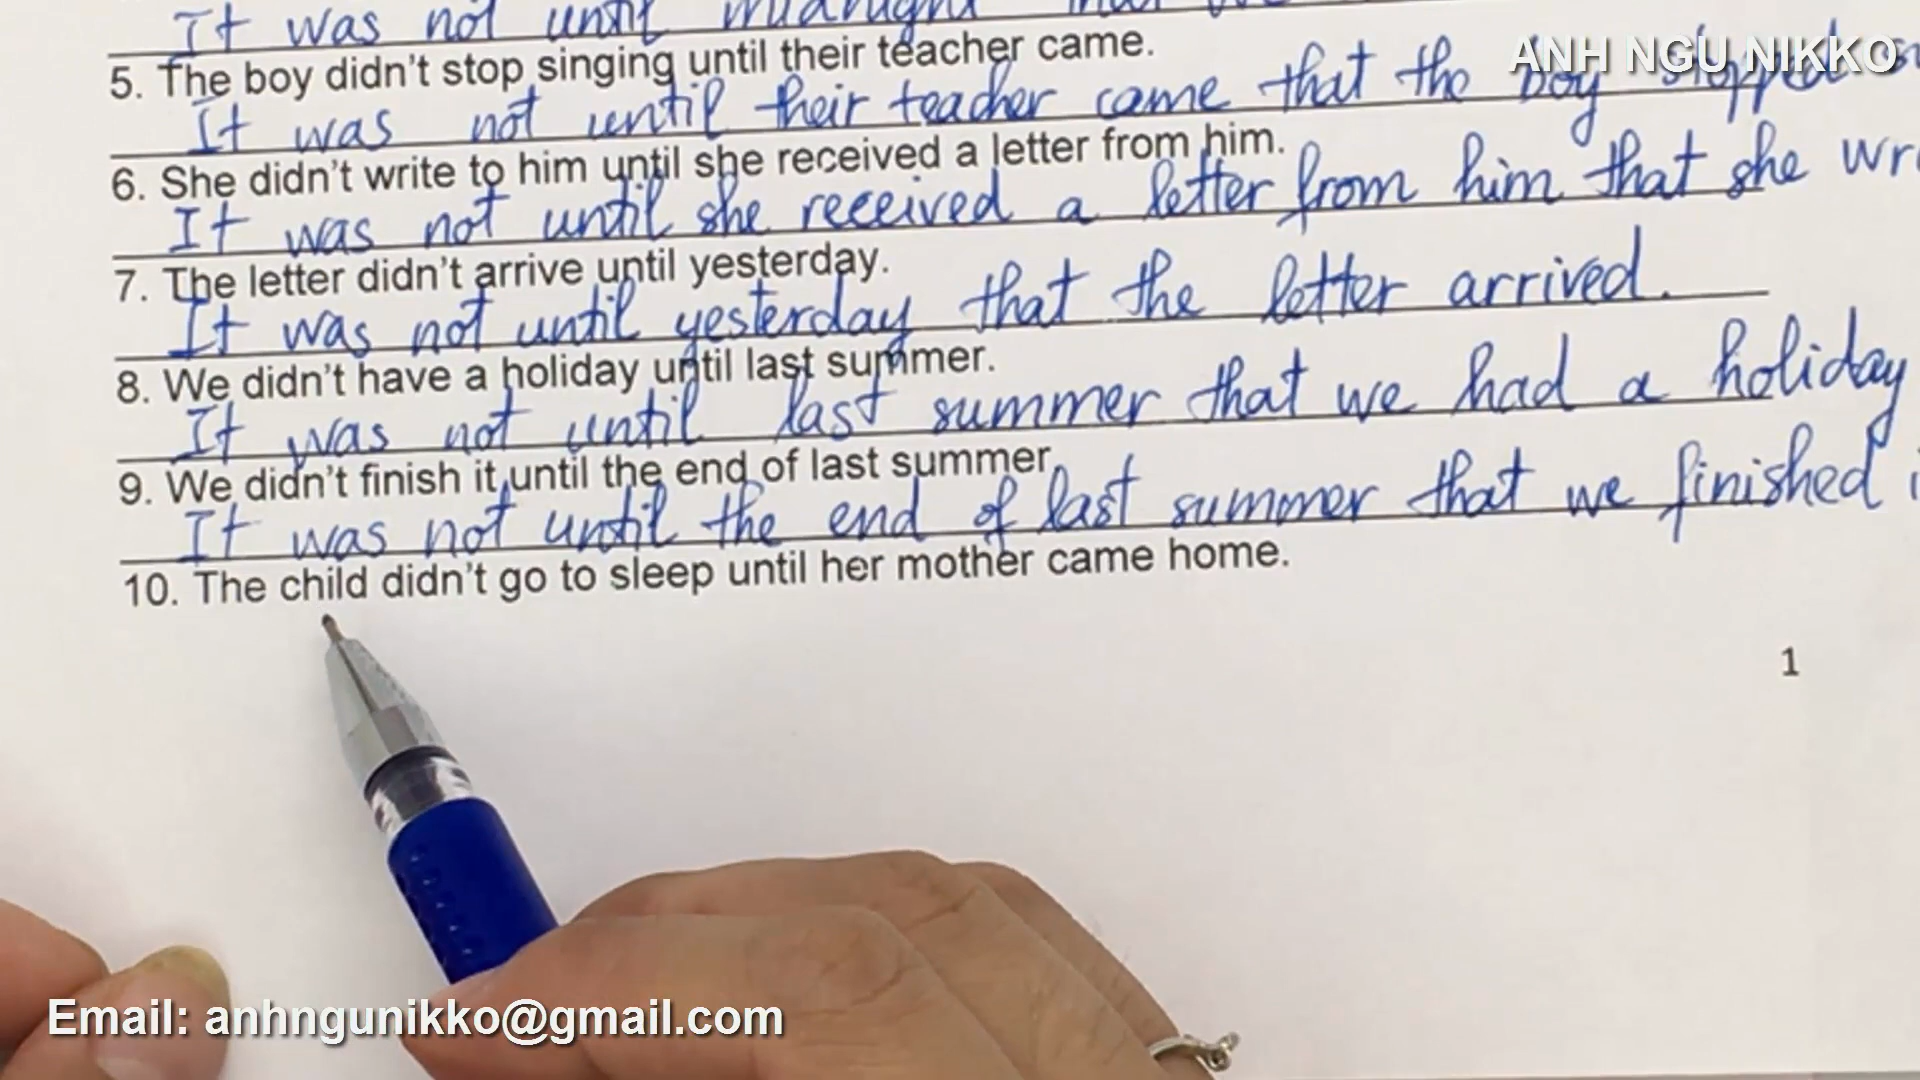 It was not until midnight that we
5. The boy didn't stop singing until their teacher came.
ANH NGU NIKKO
It was not until their teacher came that the boy stopped
6. She didn't write to him until she received a letter from him.
It was not until she received a letter from him that she
7. The letter didn't arrive until yesterday.
It was not until yesterday that the letter arrived.
8. We didn't have a holiday until last summer.
It was not until last summer that we had a holiday
9. We didn't finish it until the end of last summer.
It was not until the end of last summer that we finished
10. The child didn't go to sleep until her mother came home.
1
Email: anhngunikko@gmail.com